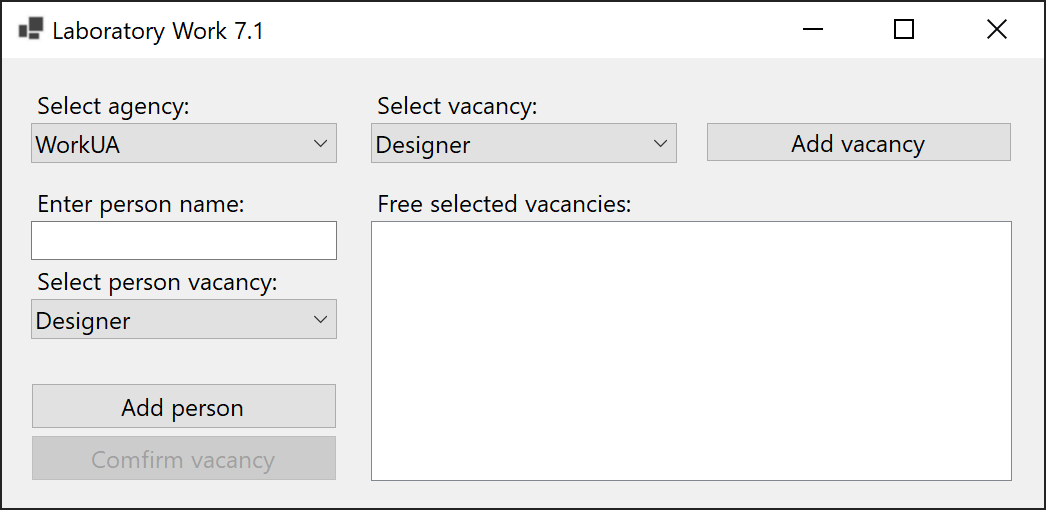 Laboratory Work 7.1
Select agency:
WorkUA
Select vacancy:
Designer
Add vacancy
Enter person name:
Free selected vacancies:
Select person vacancy:
Designer
Add person
Comfirm vacancy